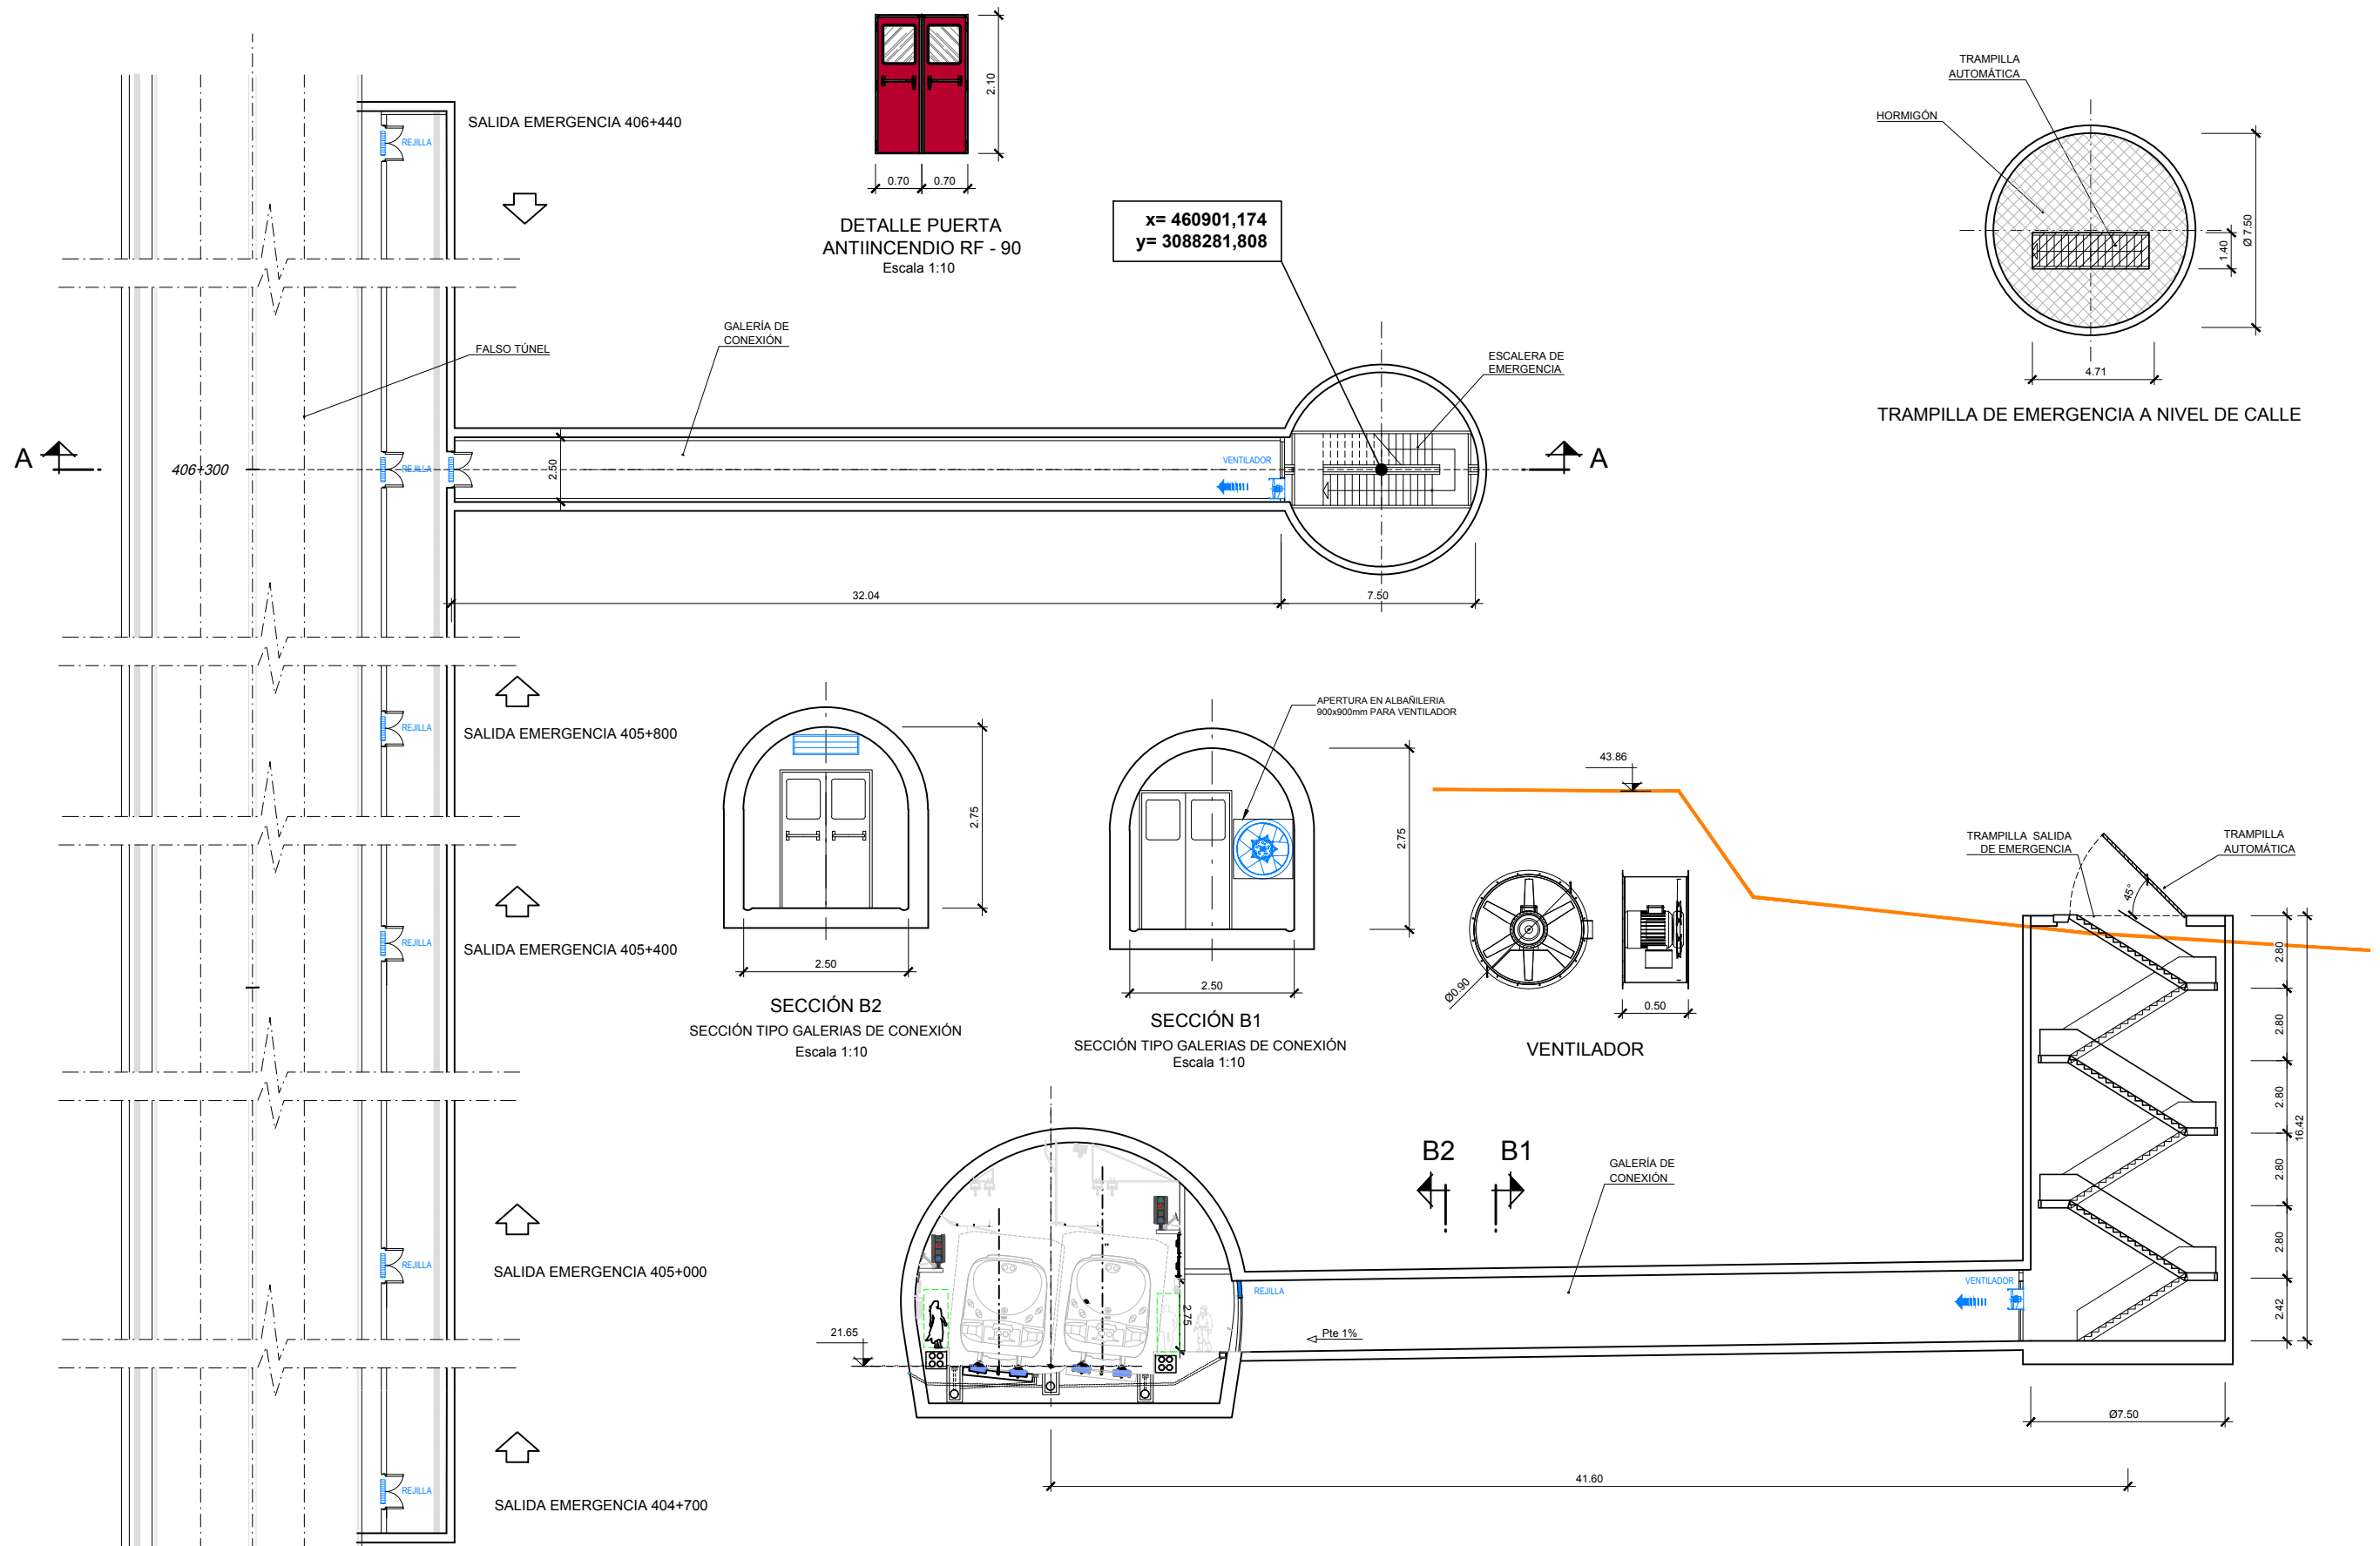 SALIDA EMERGENCIA 406+440
REJILLA
2.10
0.70
0.70
DETALLE PUERTA
ANTIINCENDIO RF - 90
Escala 1:10
x= 460901,174
y= 3088281,808
TRAMPILLA
AUTOMÁTICA
HORMIGÓN
1.40
Ø 7.50
4.71
TRAMPILLA DE EMERGENCIA A NIVEL DE CALLE
FALSO TÚNEL
GALERÍA DE
CONEXIÓN
ESCALERA DE
EMERGENCIA
A
406+300
REJILLA
2.50
VENTILADOR
A
32.04
7.50
REJILLA
SALIDA EMERGENCIA 405+800
REJILLA
SALIDA EMERGENCIA 405+400
REJILLA
SALIDA EMERGENCIA 405+000
REJILLA
SALIDA EMERGENCIA 404+700
2.75
2.50
SECCIÓN B2
SECCIÓN TIPO GALERIAS DE CONEXIÓN
Escala 1:10
APERTURA EN ALBAÑILERIA
900x900mm PARA VENTILADOR
2.75
2.50
SECCIÓN B1
SECCIÓN TIPO GALERIAS DE CONEXIÓN
Escala 1:10
Ø0.90
0.50
VENTILADOR
43.86
TRAMPILLA SALIDA
DE EMERGENCIA
TRAMPILLA
AUTOMÁTICA
45°
2.80
2.80
2.80
2.80
2.80
2.42
16.42
B2
B1
GALERÍA DE
CONEXIÓN
REJILLA
VENTILADOR
2.75
21.65
Pte 1%
Ø7.50
41.60